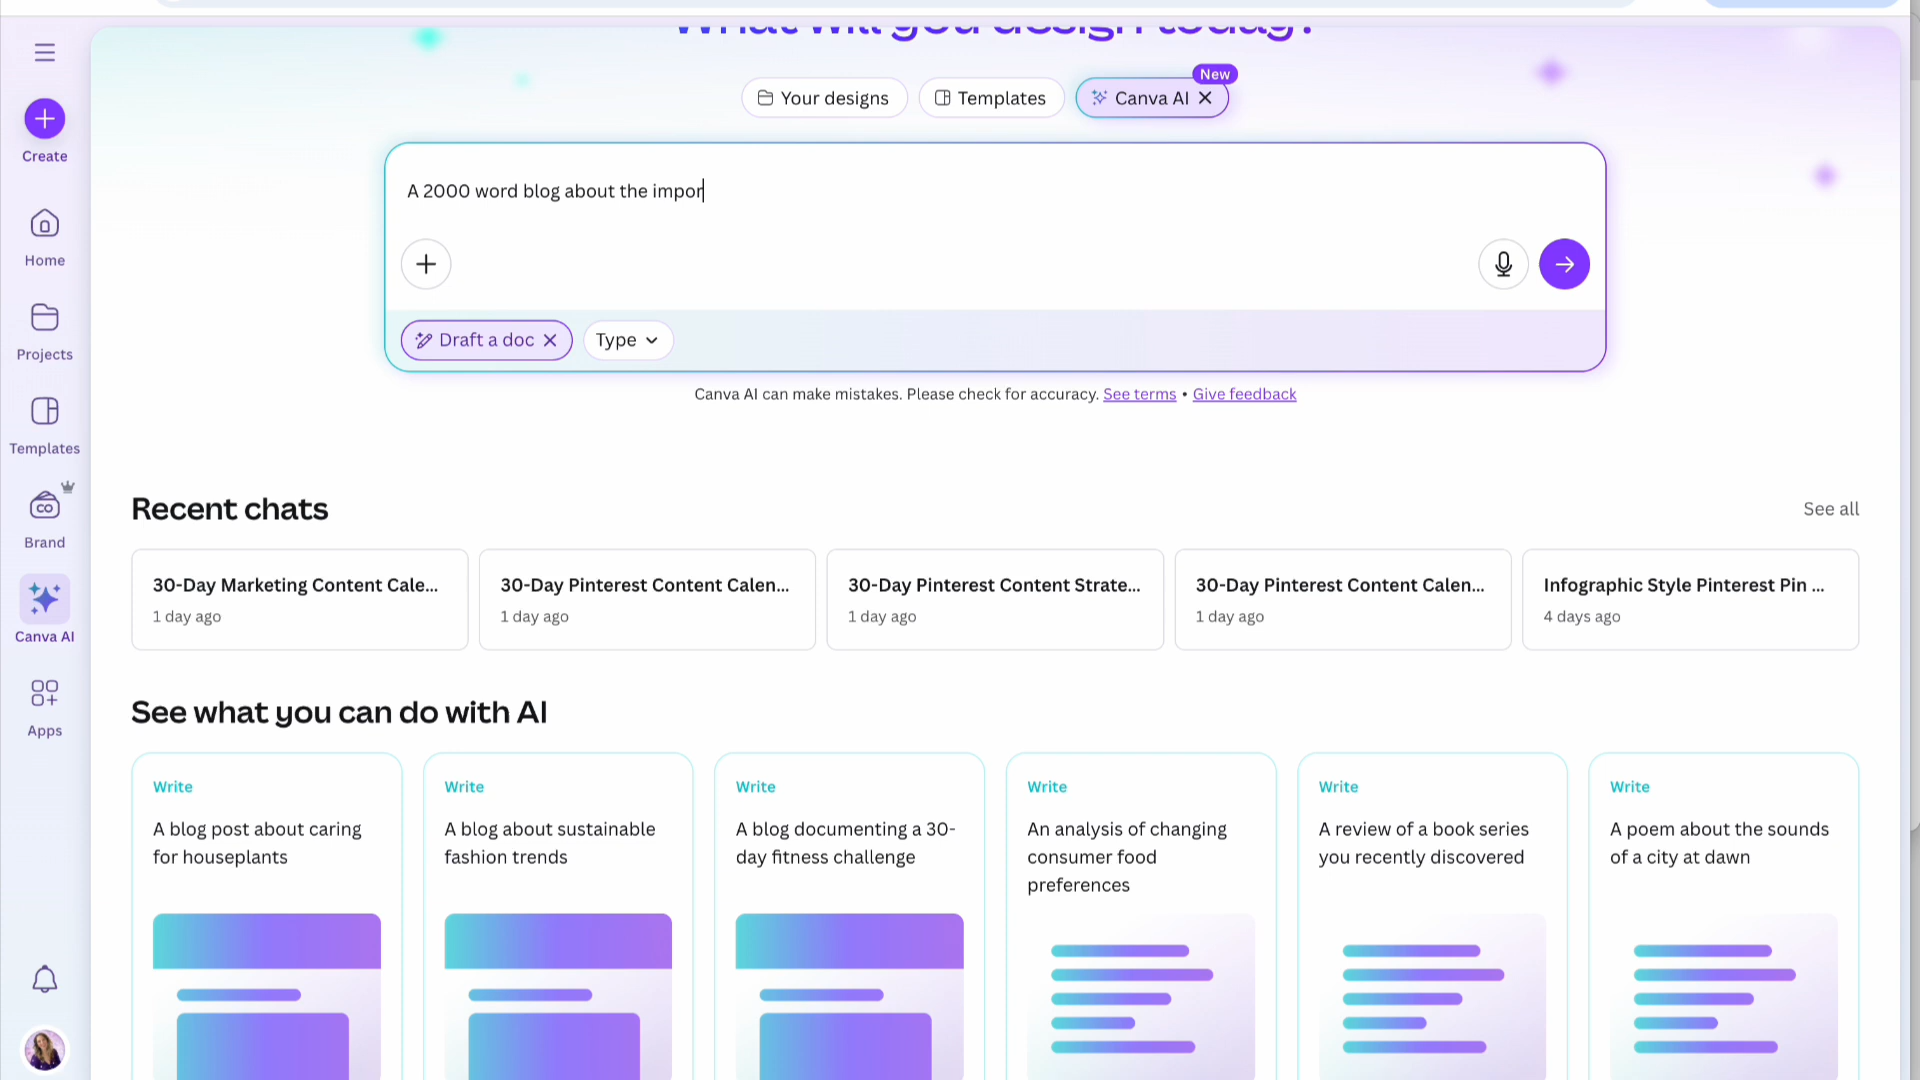 What will you design today?
Your designs
Templates
Canva AI
New
Create
Home
Projects
Templates
Brand
CO
Canva AI
Apps
A 2000 word blog about the impor
Draft a doc
Type
Canva AI can make mistakes. Please check for accuracy. See terms • Give feedback
Recent chats
See all
30-Day Marketing Content Cale...
1 day ago
30-Day Pinterest Content Calen...
1 day ago
30-Day Pinterest Content Strate...
1 day ago
30-Day Pinterest Content Calen...
1 day ago
Infographic Style Pinterest Pin ...
4 days ago
See what you can do with AI
Write
A blog post about caring
for houseplants
Write
A blog about sustainable
fashion trends
Write
A blog documenting a 30-
day fitness challenge
Write
An analysis of changing
consumer food
preferences
Write
A review of a book series
you recently discovered
Write
A poem about the sounds
of a city at dawn